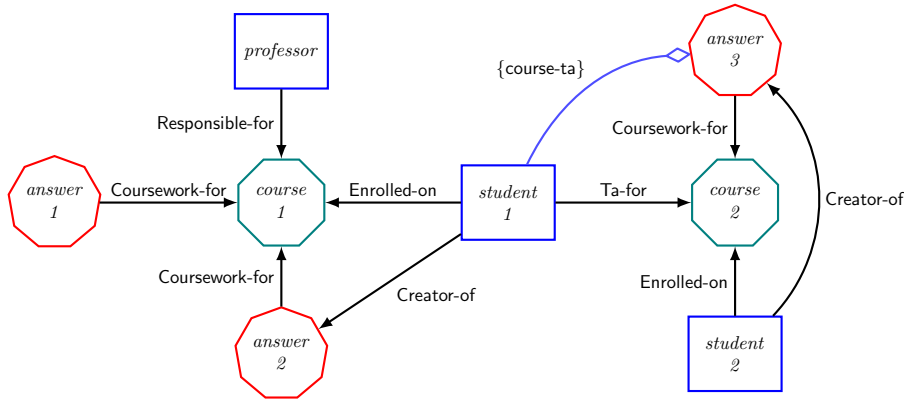 professor
answer
3
{course-ta}
Responsible-for
Coursework-for
answer
1
Coursework-for
course
1
Enrolled-on
student
1
Ta-for
course
2
Creator-of
Coursework-for
Creator-of
Enrolled-on
answer
2
student
2